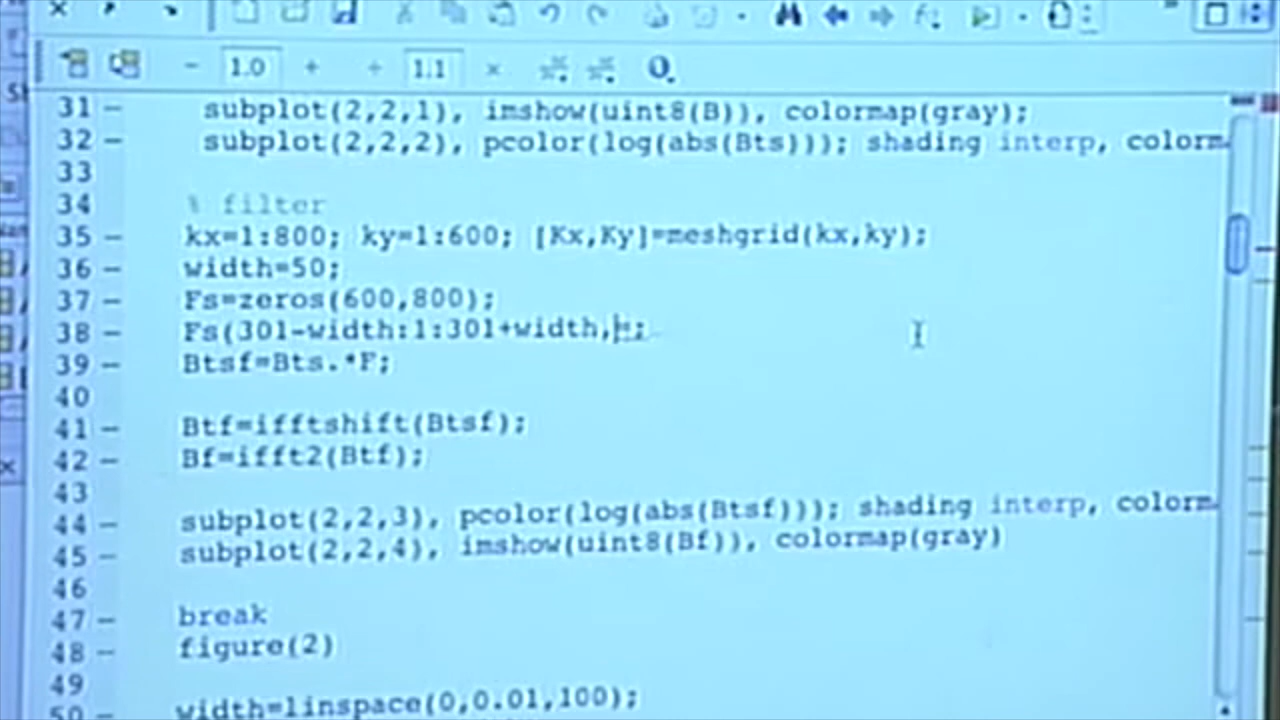 1.0
1.1
31 – subplot(2,2,1), imshow(uint8(B)), colormap(gray);
32 – subplot(2,2,2), pcolor(log(abs(Bts))); shading interp, colorm
33
34 % filter
35 – kx=1:800; ky=1:600; [Kx,Ky]=meshgrid(kx,ky);
36 – width=50;
37 – Fs=zeros(600,800);
38 – Fs(301-width:1:301+width,=;
39 – Btsf=Bts.*F;
40
41 – Btf=ifftshift(Btsf);
42 – Bf=ifft2(Btf);
43
44 – subplot(2,2,3), pcolor(log(abs(Btsf))); shading interp, colorm
45 – subplot(2,2,4), imshow(uint8(Bf)), colormap(gray)
46
47 – break
48 – figure(2)
49
50 – width=linspace(0,0.01,100);